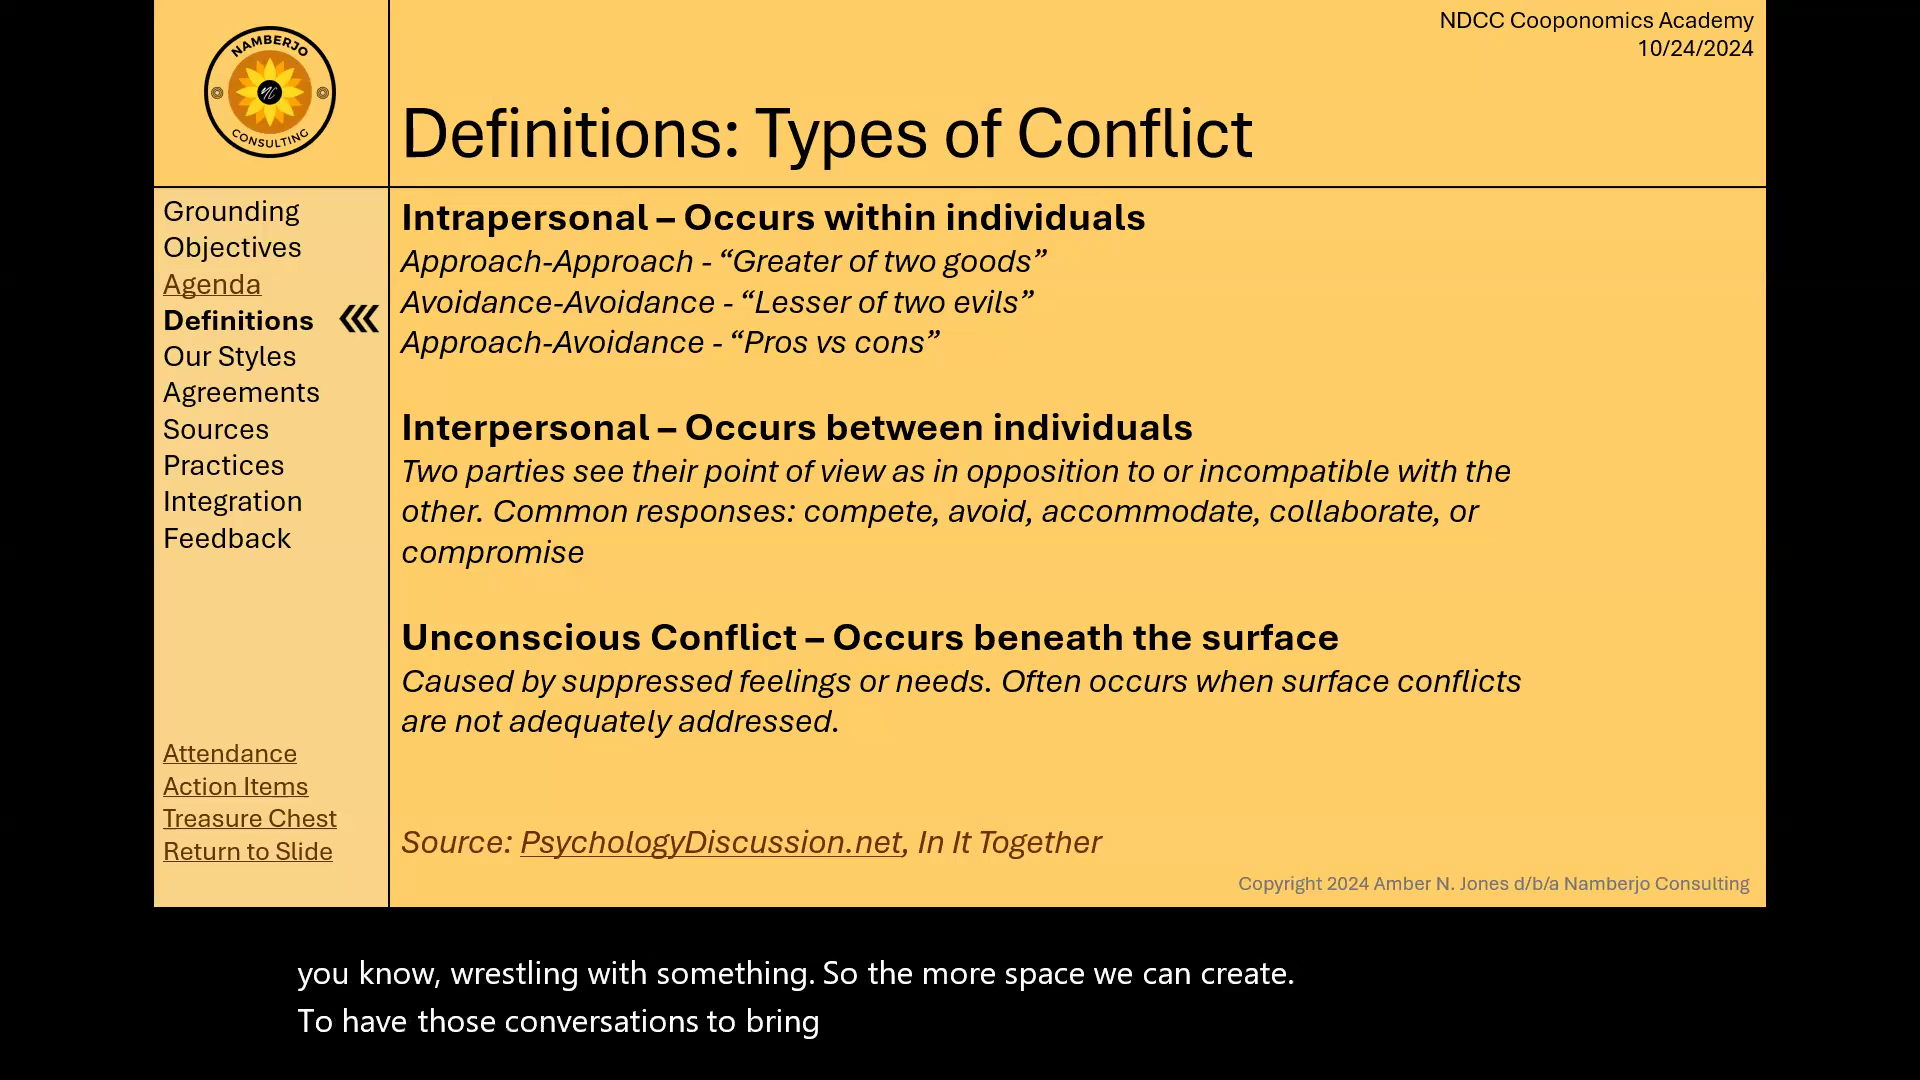 NAMBERJO
CONSULTING
NC
NDCC Cooponomics Academy
10/24/2024
Definitions: Types of Conflict
Grounding
Objectives
Agenda
Definitions
Our Styles
Agreements
Sources
Practices
Integration
Feedback
Attendance
Action Items
Treasure Chest
Return to Slide
Intrapersonal – Occurs within individuals
Approach-Approach - “Greater of two goods”
Avoidance-Avoidance - “Lesser of two evils”
Approach-Avoidance - “Pros vs cons”
Interpersonal – Occurs between individuals
Two parties see their point of view as in opposition to or incompatible with the
other. Common responses: compete, avoid, accommodate, collaborate, or
compromise
Unconscious Conflict – Occurs beneath the surface
Caused by suppressed feelings or needs. Often occurs when surface conflicts
are not adequately addressed.
Source: PsychologyDiscussion.net, In It Together
Copyright 2024 Amber N. Jones d/b/a Namberjo Consulting
you know, wrestling with something. So the more space we can create.
To have those conversations to bring